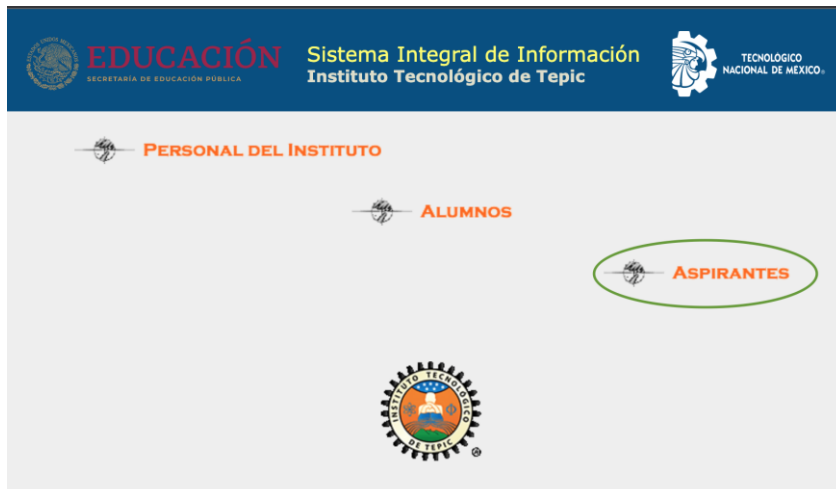 EDUCACIÓN
SECRETARÍA DE EDUCACIÓN PÚBLICA
Sistema Integral de Información
Instituto Tecnológico de Tepic
TECNOLÓGICO
NACIONAL DE MÉXICO®
PERSONAL DEL INSTITUTO
ALUMNOS
ASPIRANTES
INSTITUTO TECNOLÓGICO
DE TEPIC
®